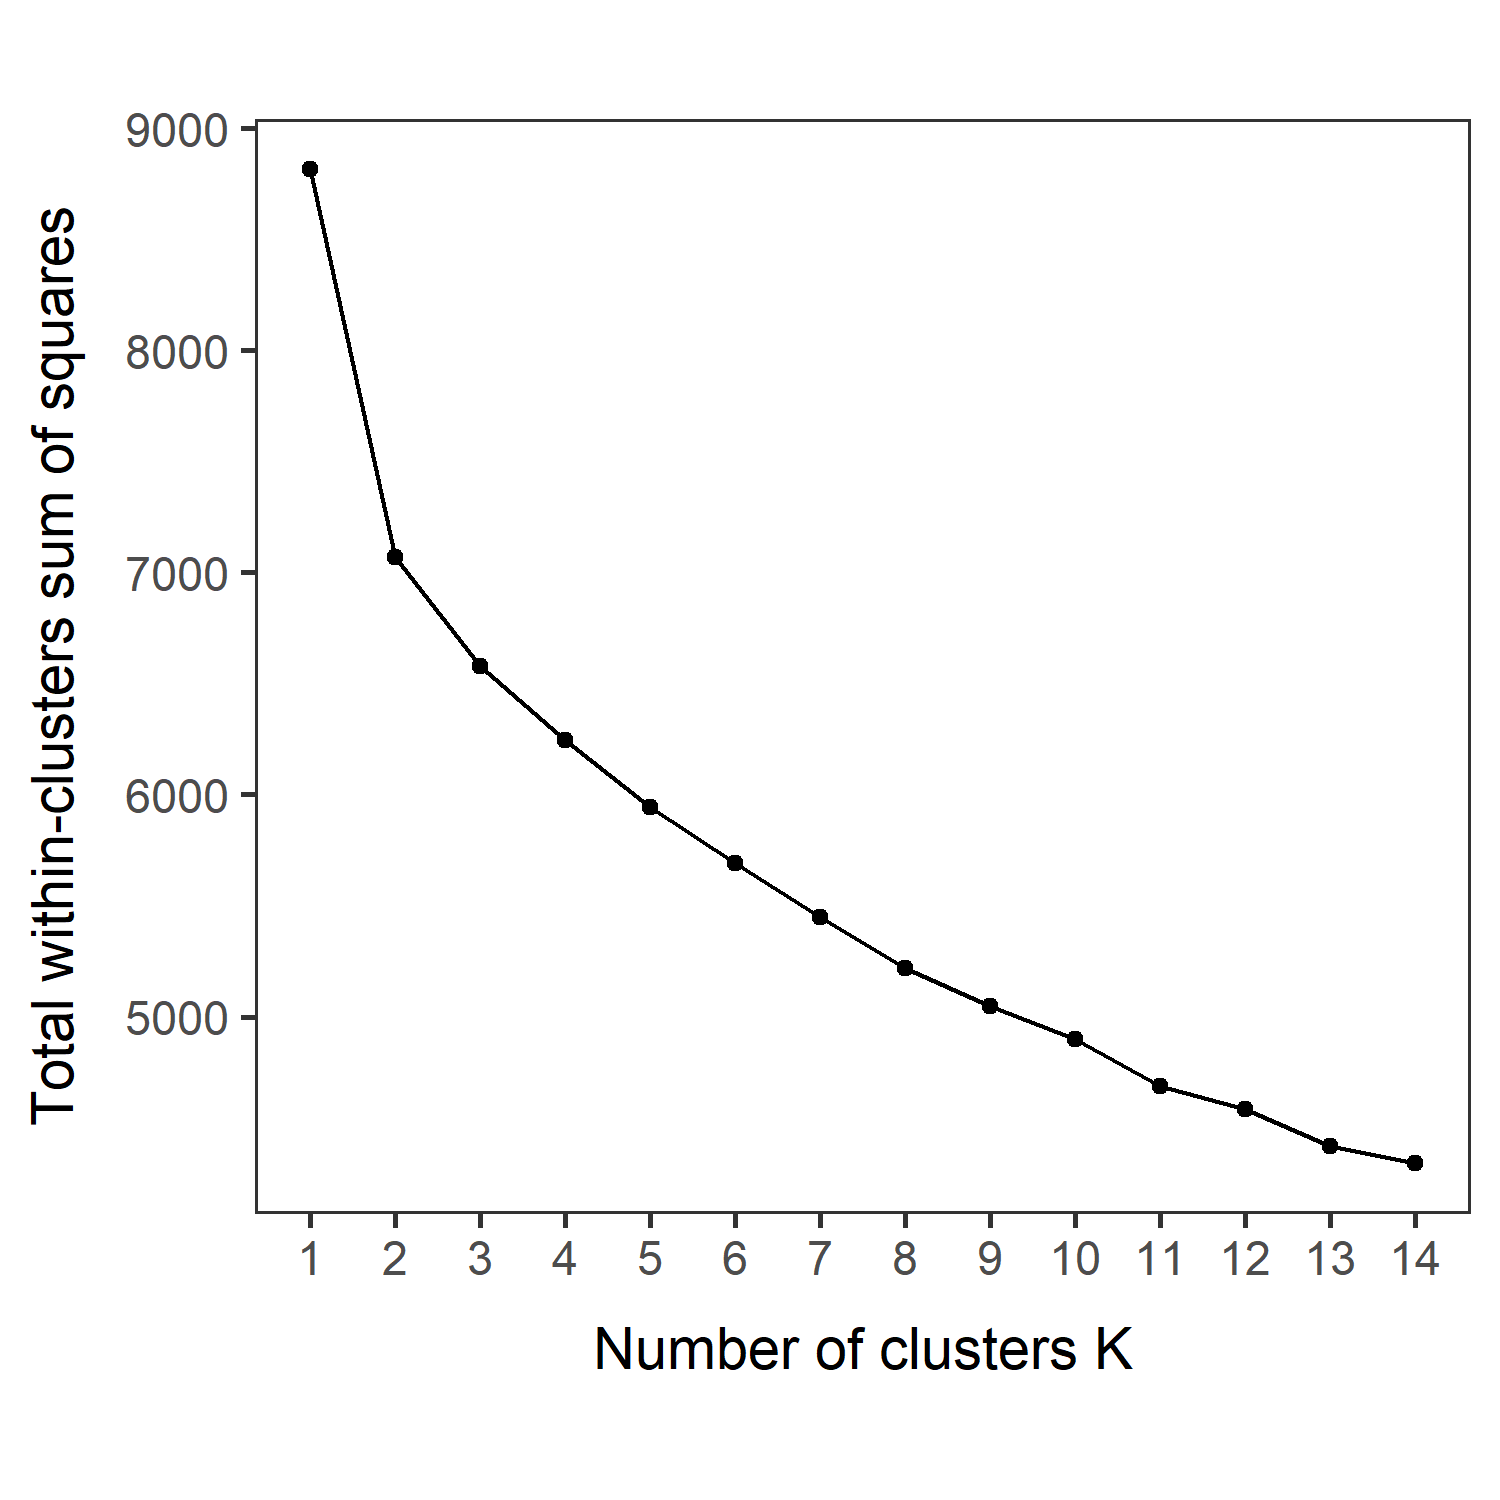 Total within-clusters sum of squares
9000
8000
7000
6000
5000
1 2 3 4 5 6 7 8 9 10 11 12 13 14
Number of clusters K